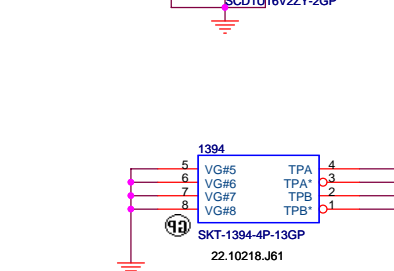 SCD1U16V2ZY-2GP
1394
5 VG#5 TPA 4
6 VG#6 TPA* 3
7 VG#7 TPB 2
8 VG#8 TPB* 1
SKT-1394-4P-13GP
22.10218.J61